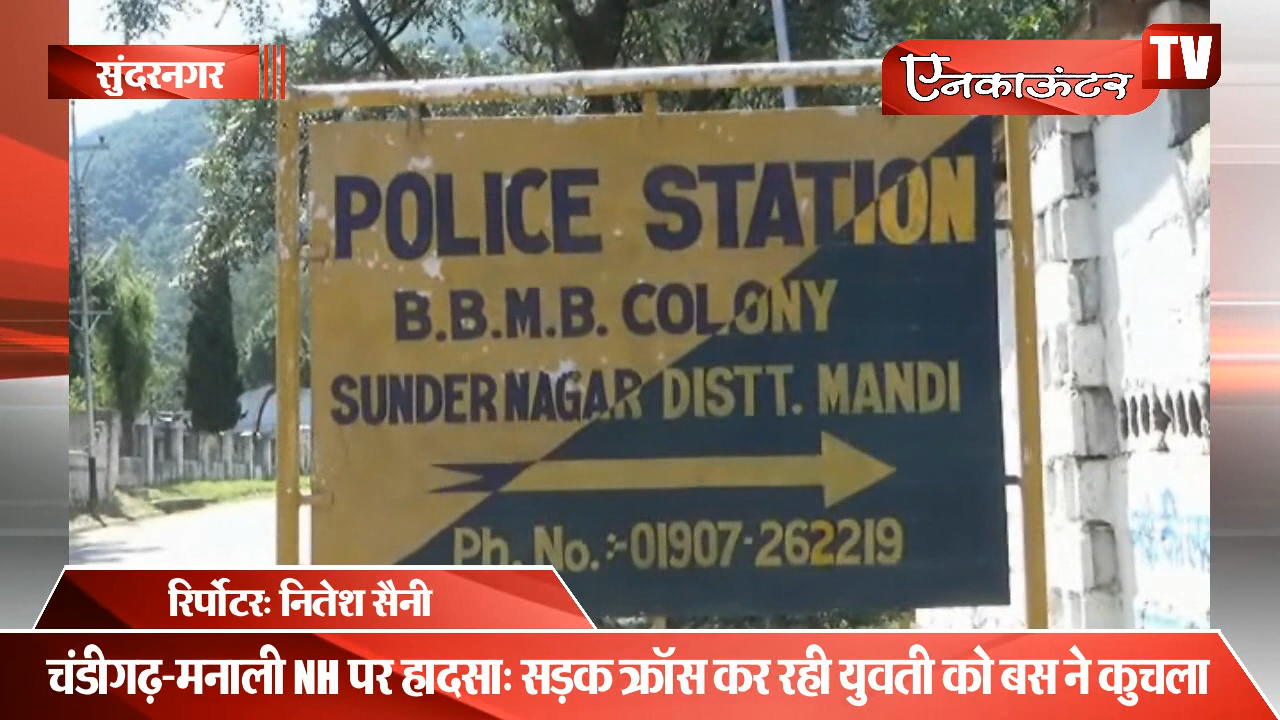 सुंदरनगर
एनकाऊंटर TV
POLICE STATION
B.B.M.B. COLONY
SUNDER NAGAR DISTT. MANDI
Ph. No. :-01907-262219
रिर्पोटरः नितेश सैनी
चंडीगढ़-मनाली NH पर हादसाः सड़क क्रॉस कर रही युवती को बस ने कुचला